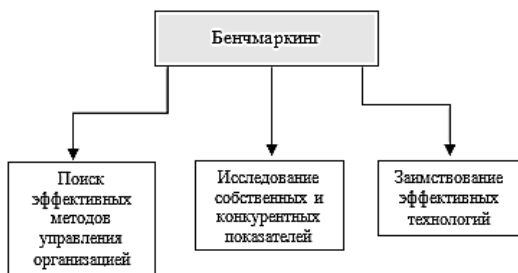 Бенчмаркинг
Поиск
эффективных
методов
управления
организацией
Исследование
собственных и
конкурентных
показателей
Заимствование
эффективных
технологий